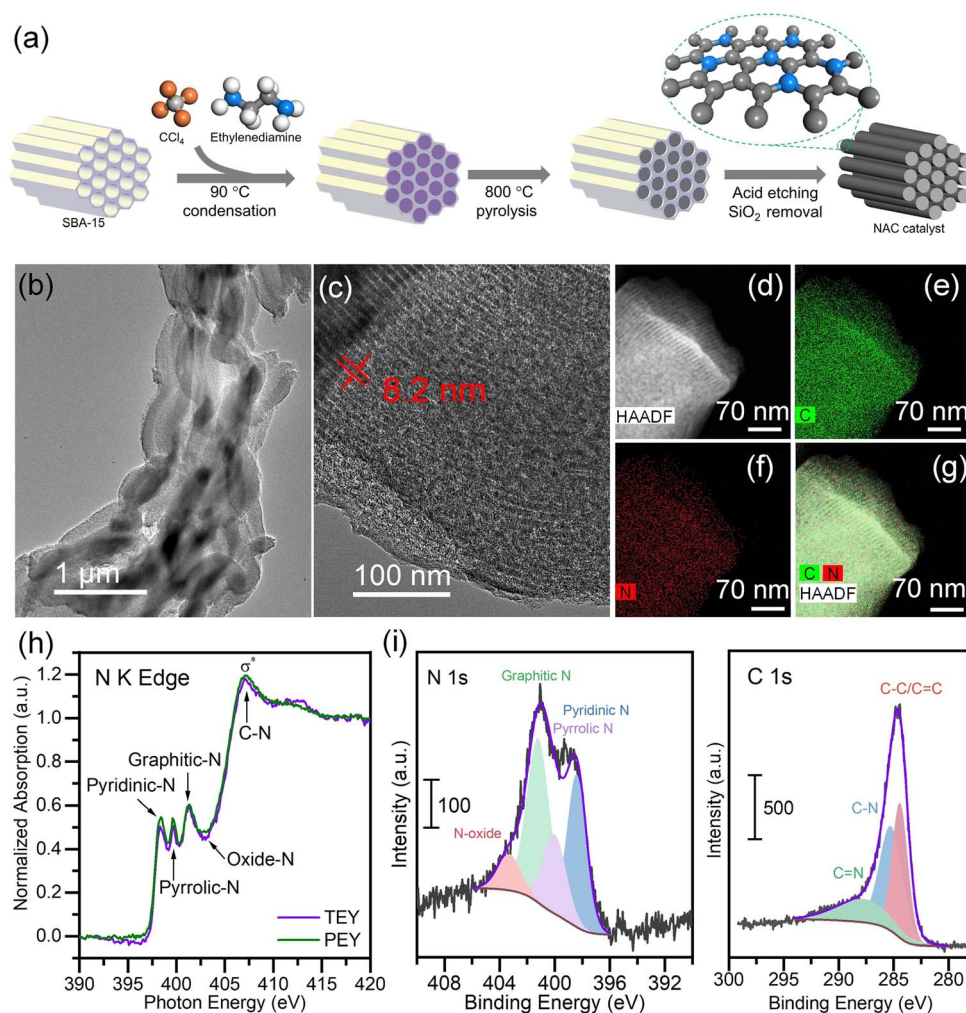 (a)
CCl₄
Ethylenediamine
90 °C
condensation
SBA-15
800 °C
pyrolysis
Acid etching
SiO₂ removal
NAC catalyst
(b)
1 μm
(c)
8.2 nm
100 nm
(d)
HAADF
70 nm
(e)
C
70 nm
(f)
N
70 nm
(g)
C N
HAADF
70 nm
(h)
N K Edge
σ*
C-N
Graphitic-N
Pyridinic-N
Pyrrolic-N
Oxide-N
TEY
PEY
Normalized Absorption (a.u.)
1.2
1.0
0.8
0.6
0.4
0.2
0.0
390 395 400 405 410 415 420
Photon Energy (eV)
(i)
N 1s
Graphitic N
Pyridinic N
Pyrrolic N
100
N-oxide
Intensity (a.u.)
408 404 400 396 392
Binding Energy (eV)
C 1s
C-C/C=C
500
C-N
C=N
Intensity (a.u.)
300 295 290 285 280
Binding Energy (eV)